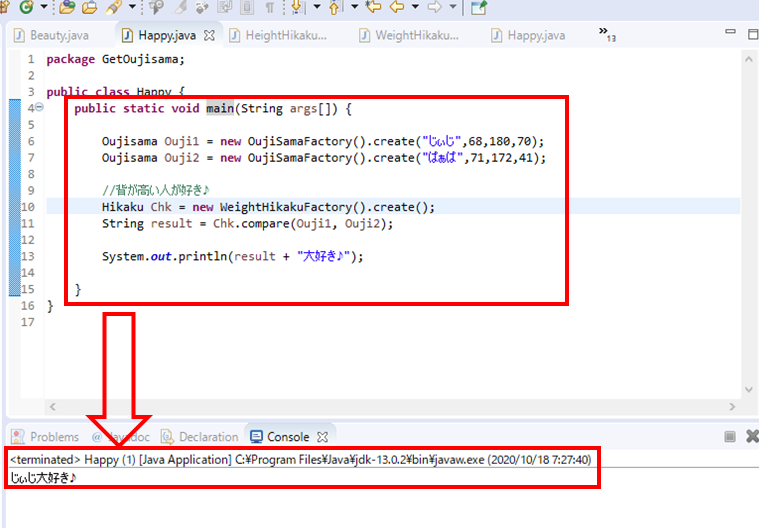 Beauty.java Happy.java HeightHikaku... WeightHikaku... Happy.java »13
1 package GetOujisama;
2
3 public class Happy {
4 public static void main(String args[]) {
5
6 Oujisama Ouji1 = new OujiSamaFactory().create("じぃじ",68,180,70);
7 Oujisama Ouji2 = new OujiSamaFactory().create("ばぁば",71,172,41);
8
9 //背が高い人が好き♪
10 Hikaku Chk = new WeightHikakuFactory().create();
11 String result = Chk.compare(Ouji1, Ouji2);
12
13 System.out.println(result + "大好き♪");
14
15 }
16 }
17
Problems @ Javadoc Declaration Console
<terminated> Happy (1) [Java Application] C:¥Program Files¥Java¥jdk-13.0.2¥bin¥javaw.exe (2020/10/18 7:27:40)
じぃじ大好き♪